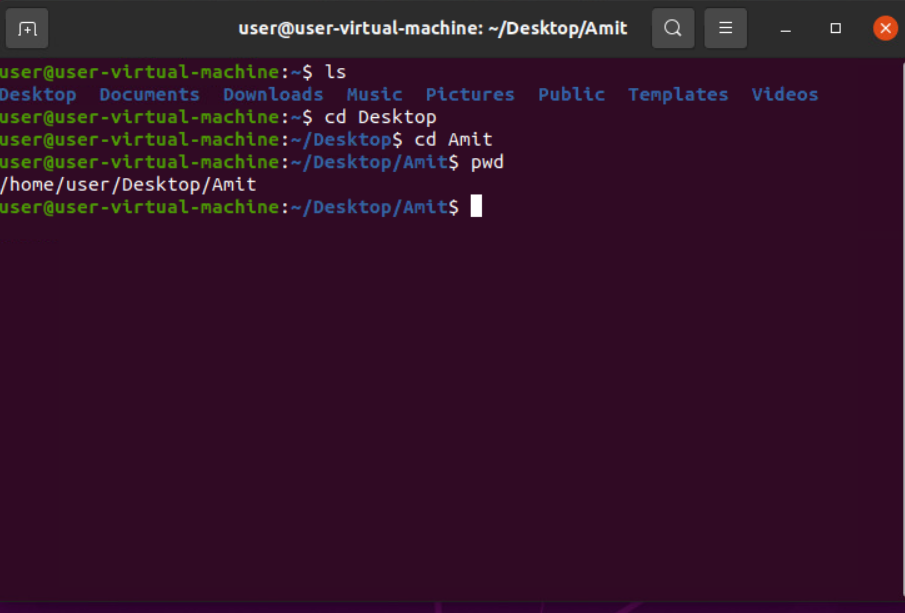 user@user-virtual-machine: ~/Desktop/Amit
user@user-virtual-machine:~$ ls
Desktop  Documents  Downloads  Music  Pictures  Public  Templates  Videos
user@user-virtual-machine:~$ cd Desktop
user@user-virtual-machine:~/Desktop$ cd Amit
user@user-virtual-machine:~/Desktop/Amit$ pwd
/home/user/Desktop/Amit
user@user-virtual-machine:~/Desktop/Amit$